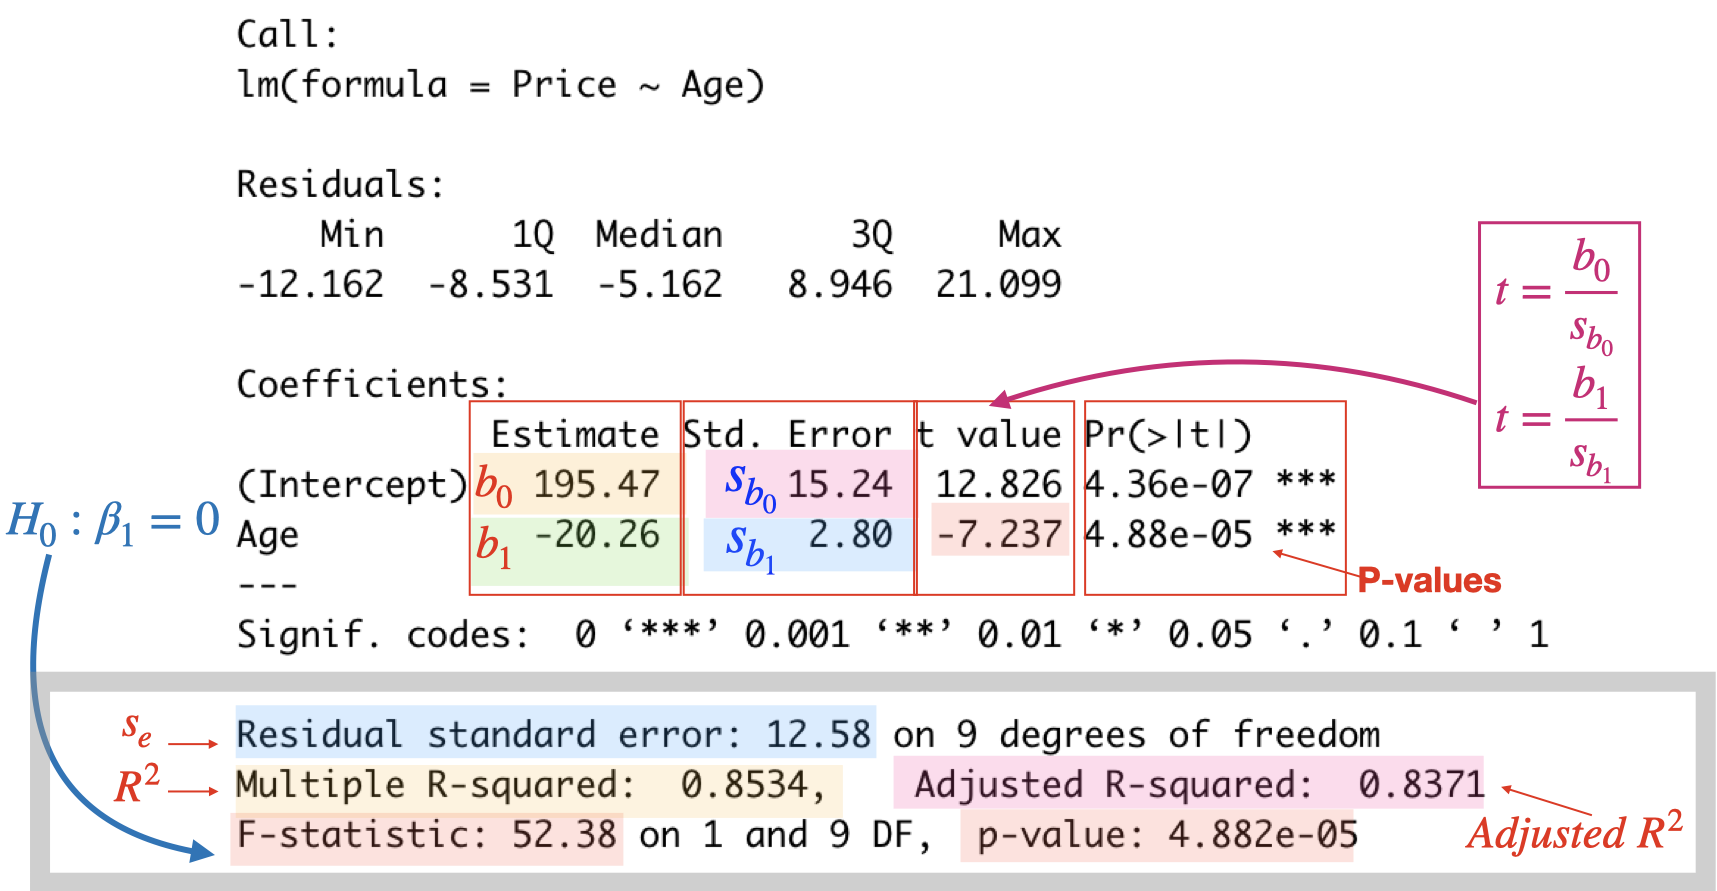 Call:
lm(formula = Price ~ Age)
Residuals:
Min 1Q Median 3Q Max
-12.162 -8.531 -5.162 8.946 21.099
t = b₀ / s_b₀
t = b₁ / s_b₁
Coefficients:
Estimate Std. Error t value Pr(>|t|)
(Intercept) b₀ 195.47 s_b₀ 15.24 12.826 4.36e-07 ***
H₀ : β₁ = 0
Age b₁ -20.26 s_b₁ 2.80 -7.237 4.88e-05 ***
---
P-values
Signif. codes: 0 ‘***’ 0.001 ‘**’ 0.01 ‘*’ 0.05 ‘.’ 0.1 ‘ ’ 1
sₑ Residual standard error: 12.58 on 9 degrees of freedom
R² Multiple R-squared: 0.8534, Adjusted R-squared: 0.8371
F-statistic: 52.38 on 1 and 9 DF, p-value: 4.882e-05
Adjusted R²